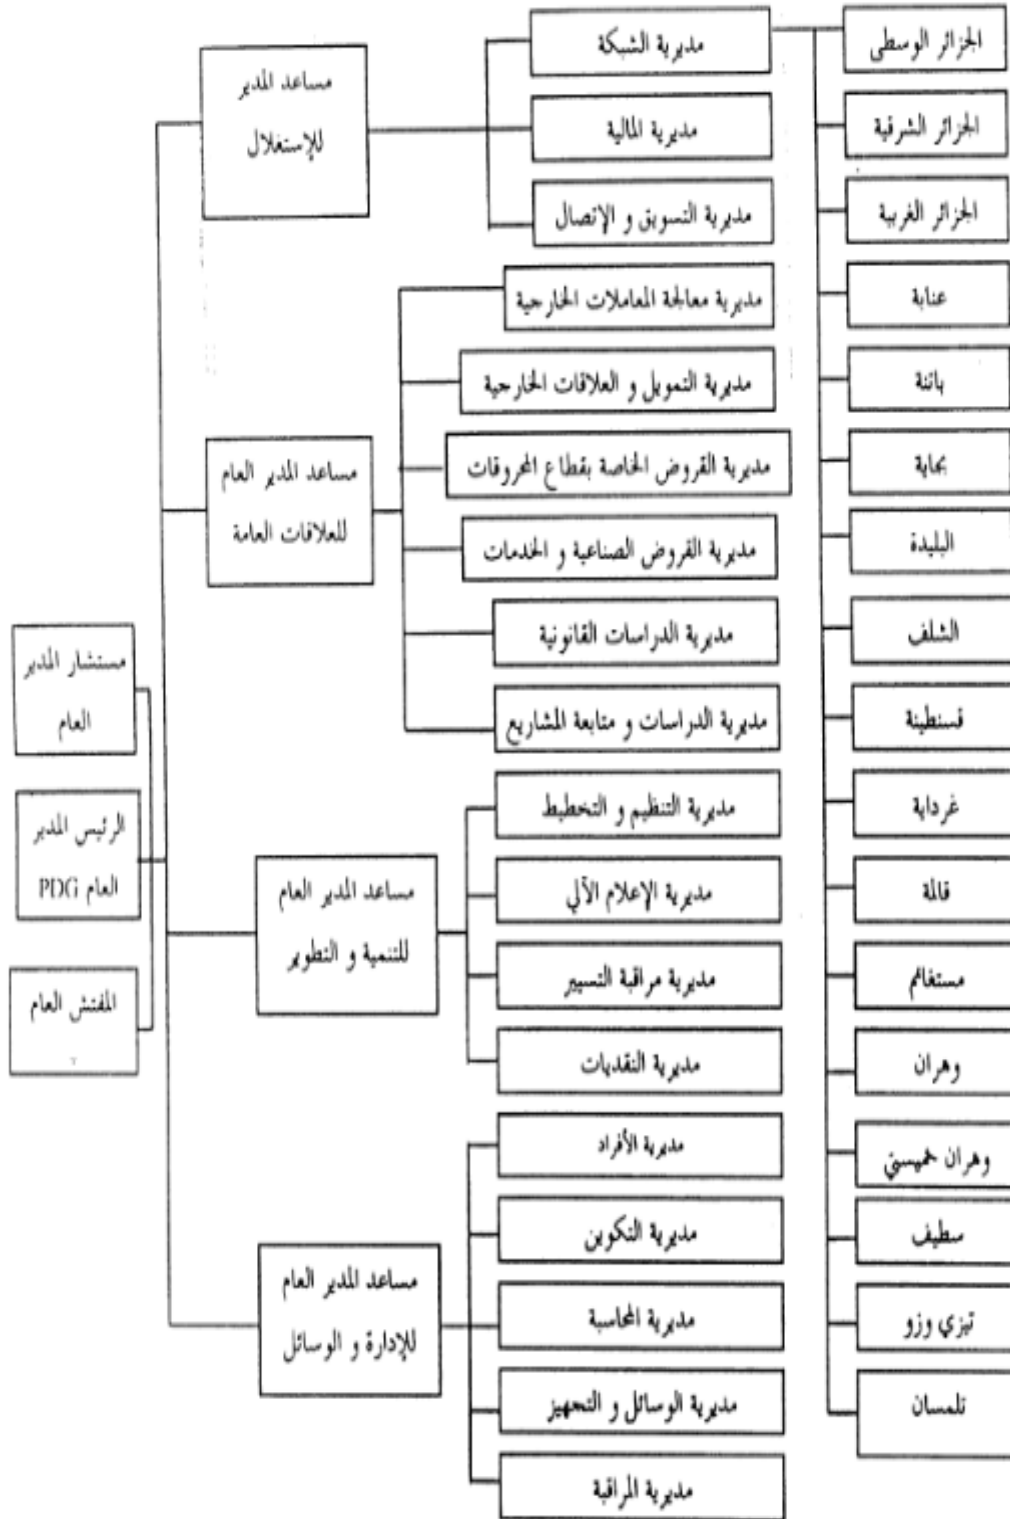 مستشار المدير
العام
الرئيس المدير
العام PDG
المفتش العام
مساعد المدير
للإستغلال
مديرية الشبكة
مديرية المالية
مديرية التسويق و الإتصال
مساعد المدير العام
للعلاقات العامة
مديرية معالجة المعاملات الخارجية
مديرية التمويل و العلاقات الخارجية
مديرية القروض الخاصة بقطاع المحروقات
مديرية القروض الصناعية و الخدمات
مديرية الدراسات القانونية
مديرية الدراسات و متابعة المشاريع
مساعد المدير العام
للتنمية و التطوير
مديرية التنظيم و التخطيط
مديرية الإعلام الآلي
مديرية مراقبة التسيير
مديرية النقديات
مساعد المدير العام
للإدارة و الوسائل
مديرية الأفراد
مديرية التكوين
مديرية المحاسبة
مديرية الوسائل و التجهيز
مديرية المراقبة
الجزائر الوسطى
الجزائر الشرقية
الجزائر الغربية
عنابة
باتنة
بجاية
البليدة
الشلف
قسنطينة
غرداية
قالمة
مستغانم
وهران
وهران خميستي
سطيف
تيزي وزو
تلمسان